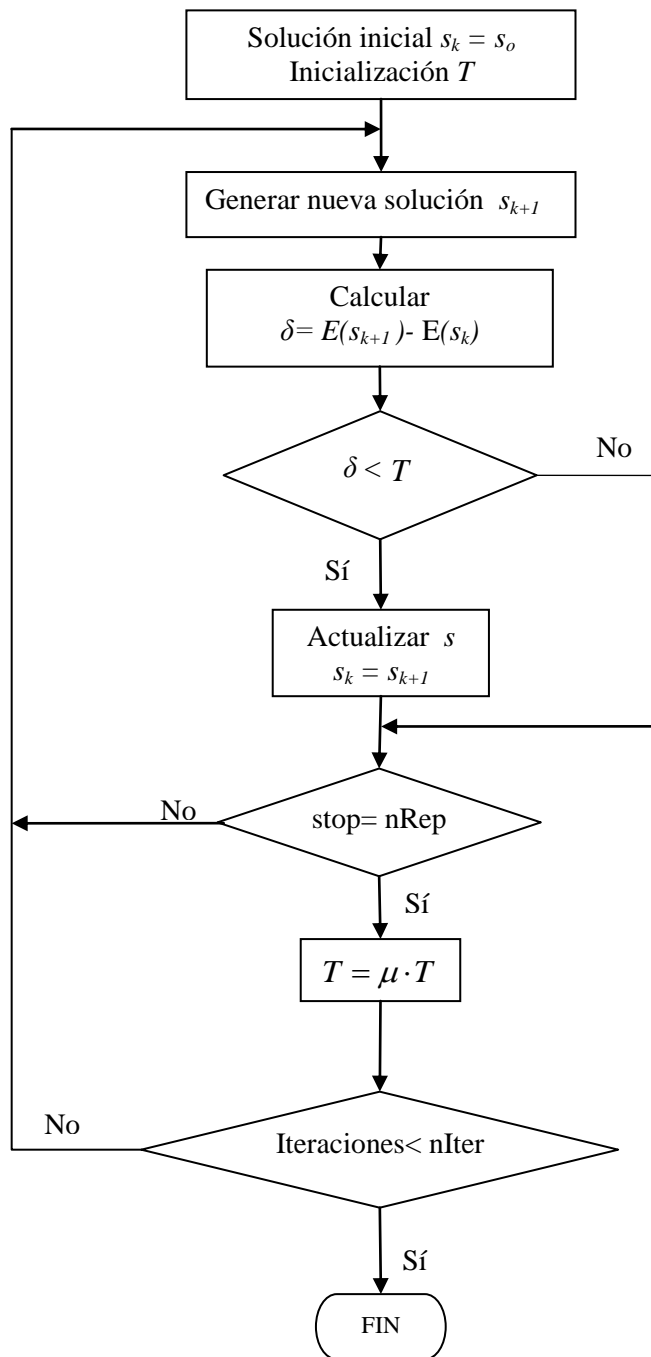 Solución inicial sₖ = sₒ
Inicialización T
Generar nueva solución sₖ₊₁
Calcular
δ= E(sₖ₊₁)- E(sₖ)
δ < T
No
Sí
Actualizar s
sₖ = sₖ₊₁
No
stop= nRep
Sí
T = μ · T
No
Iteraciones< nIter
Sí
FIN